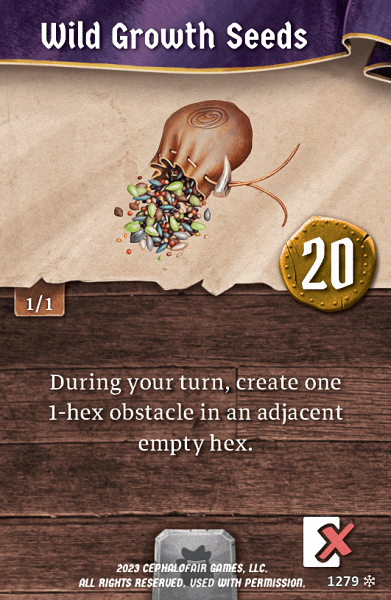 Wild Growth Seeds
20
1/1
During your turn, create one
1-hex obstacle in an adjacent
empty hex.
2023 CEPHALOFAIR GAMES, LLC.
ALL RIGHTS RESERVED. USED WITH PERMISSION.
1279